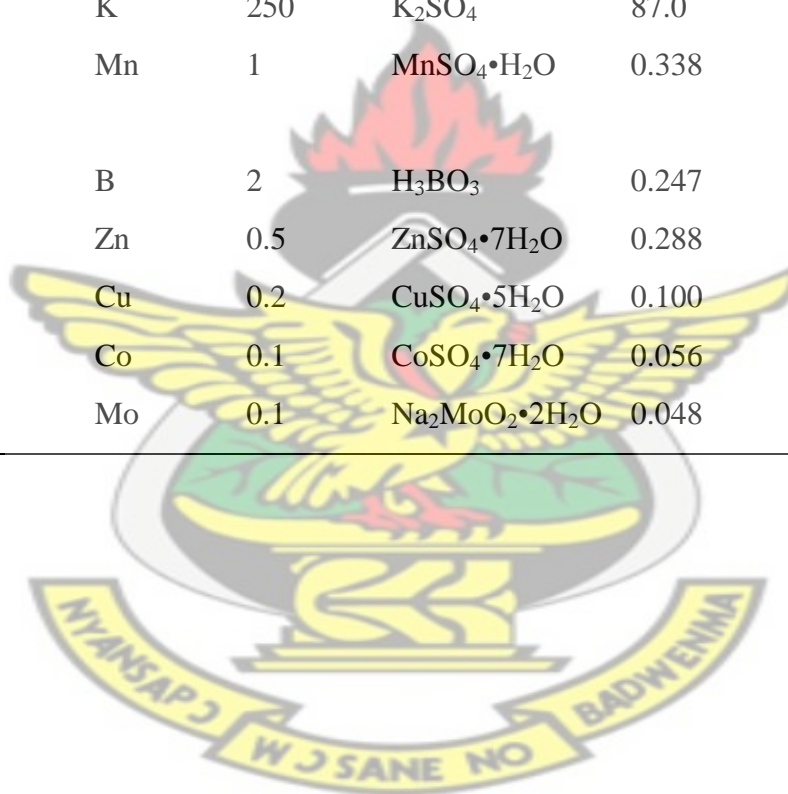 K 250 K₂SO₄ 87.0
Mn 1 MnSO₄•H₂O 0.338
B 2 H₃BO₃ 0.247
Zn 0.5 ZnSO₄•7H₂O 0.288
Cu 0.2 CuSO₄•5H₂O 0.100
Co 0.1 CoSO₄•7H₂O 0.056
Mo 0.1 Na₂MoO₂•2H₂O 0.048
NYANSAPƆ WƆSANE NO BADWENMA